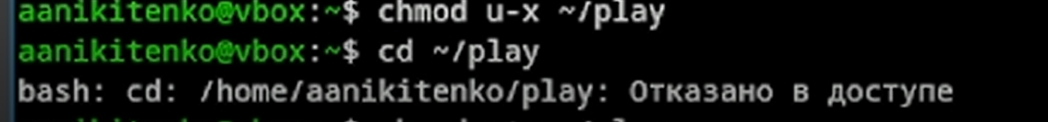 aanikitenko@vbox:~$ chmod u-x ~/play
aanikitenko@vbox:~$ cd ~/play
bash: cd: /home/aanikitenko/play: Отказано в доступе